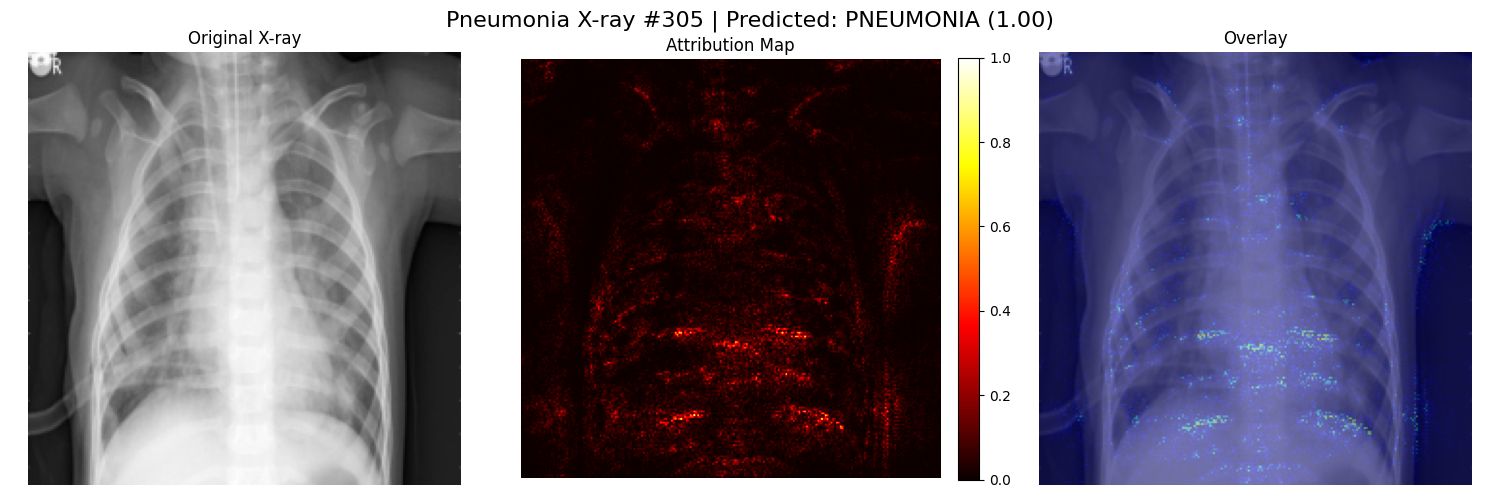 Pneumonia X-ray #305 | Predicted: PNEUMONIA (1.00)
Original X-ray
Attribution Map
Overlay
R
R
1.0
0.8
0.6
0.4
0.2
0.0